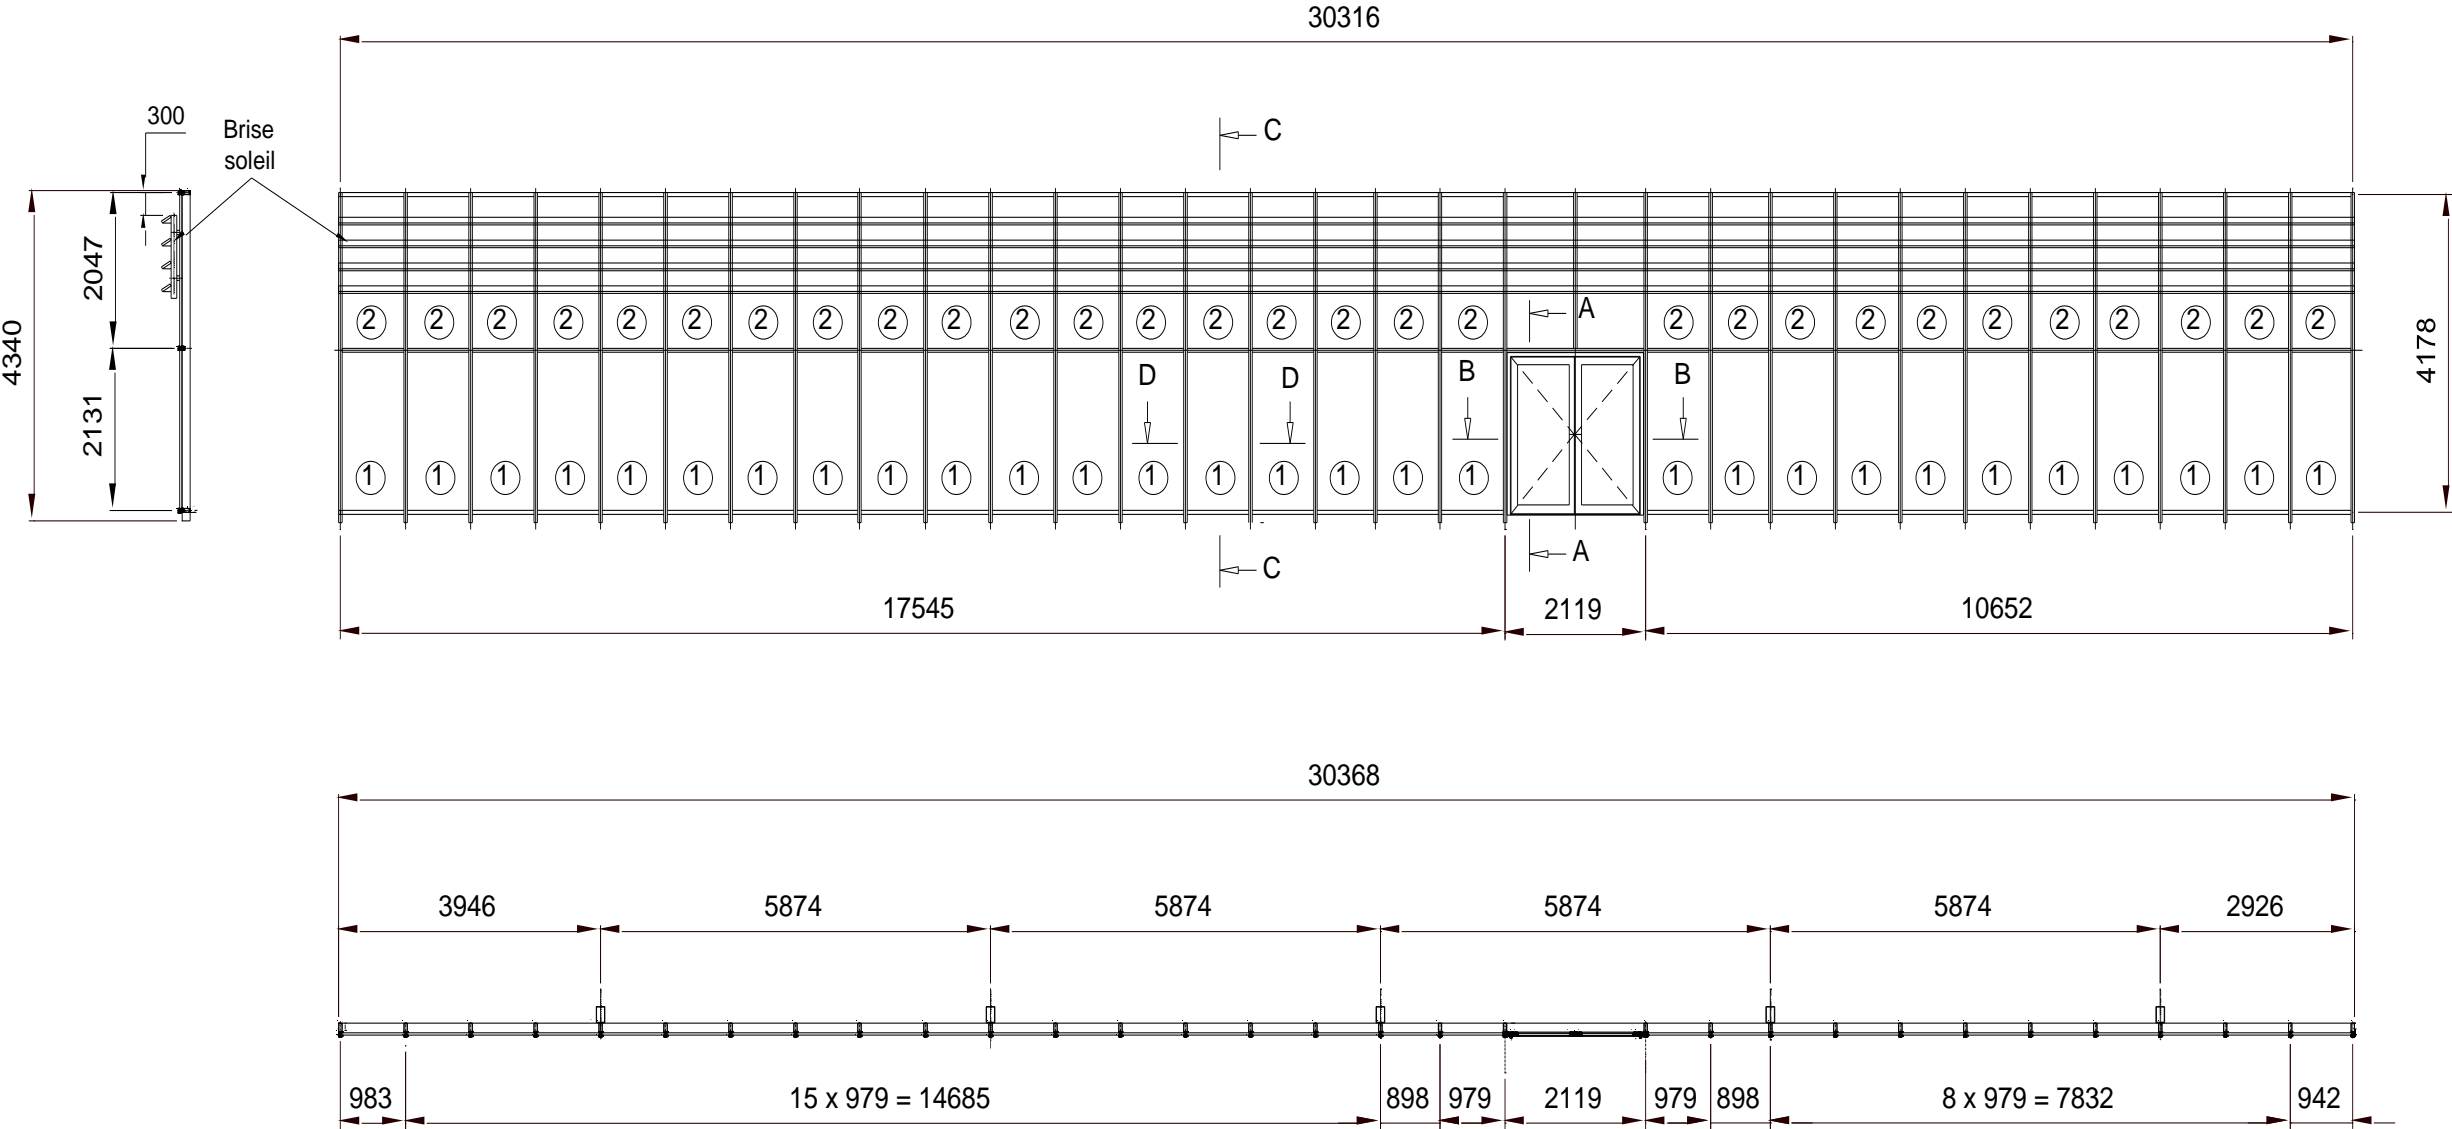 30316
300
Brise
soleil
C
4340
2047
2131
4178
2 2 2 2 2 2 2 2 2 2 2 2 2 2 2 2 2 2 A 2 2 2 2 2 2 2 2 2 2 2
D D B B
1 1 1 1 1 1 1 1 1 1 1 1 1 1 1 1 1 1 1 1 1 1 1 1 1 1 1 1 1
C A
17545 2119 10652
30368
3946 5874 5874 5874 5874 2926
983 15 x 979 = 14685 898 979 2119 979 898 8 x 979 = 7832 942